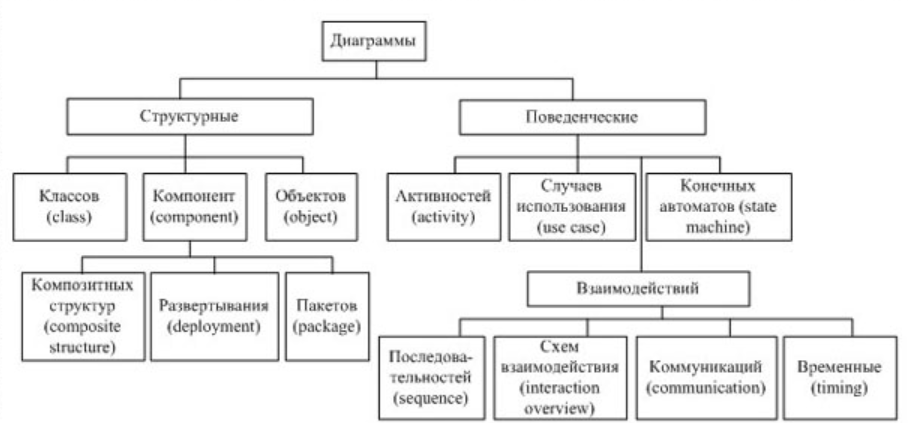 Диаграммы
Структурные
Поведенческие
Классов
(class)
Компонент
(component)
Объектов
(object)
Активностей
(activity)
Случаев
использования
(use case)
Конечных
автоматов (state
machine)
Композитных
структур
(composite
structure)
Развертывания
(deployment)
Пакетов
(package)
Взаимодействий
Последова-
тельностей
(sequence)
Схем
взаимодействия
(interaction
overview)
Коммуникаций
(communication)
Временные
(timing)